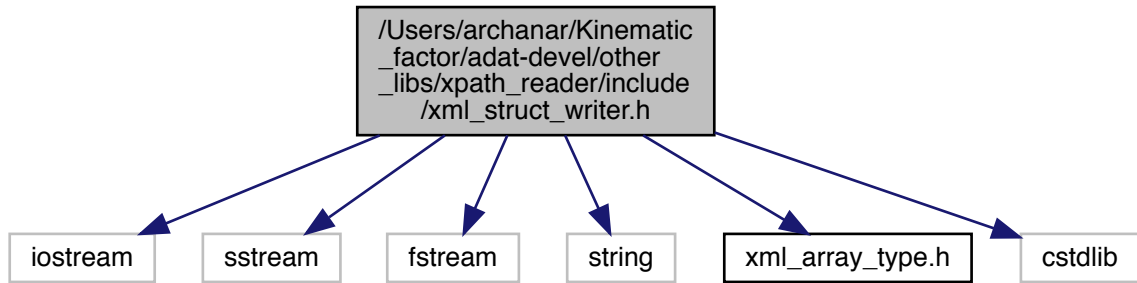 /Users/archanar/Kinematic
_factor/adat-devel/other
_libs/xpath_reader/include
/xml_struct_writer.h
iostream
sstream
fstream
string
xml_array_type.h
cstdlib